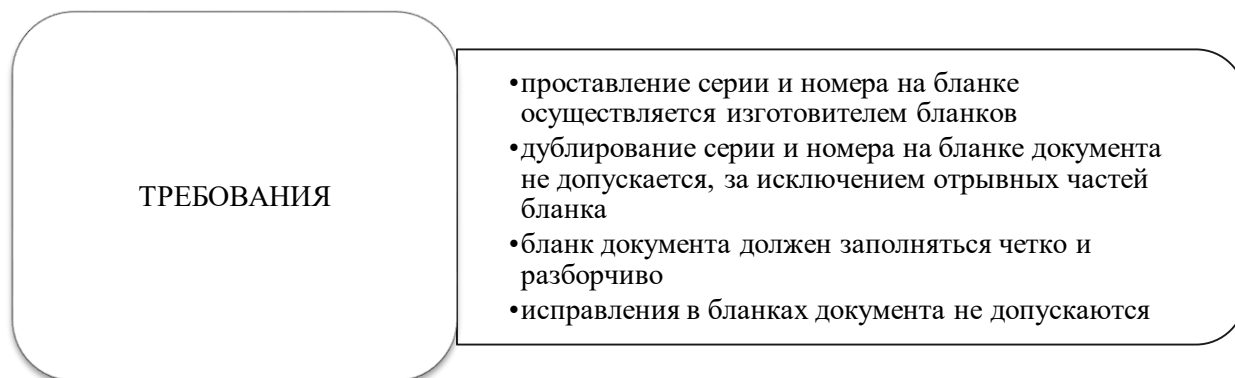 ТРЕБОВАНИЯ
•проставление серии и номера на бланке
осуществляется изготовителем бланков
•дублирование серии и номера на бланке документа
не допускается, за исключением отрывных частей
бланка
•бланк документа должен заполняться четко и
разборчиво
•исправления в бланках документа не допускаются